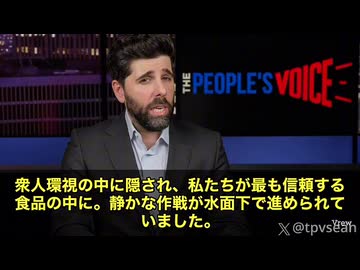 THE PEOPLE'S VOICE
衆人環視の中に隠され、私たちが最も信頼する
食品の中に。静かな作戦が水面下で進められて
いました。
Vrew
X @tpvsean